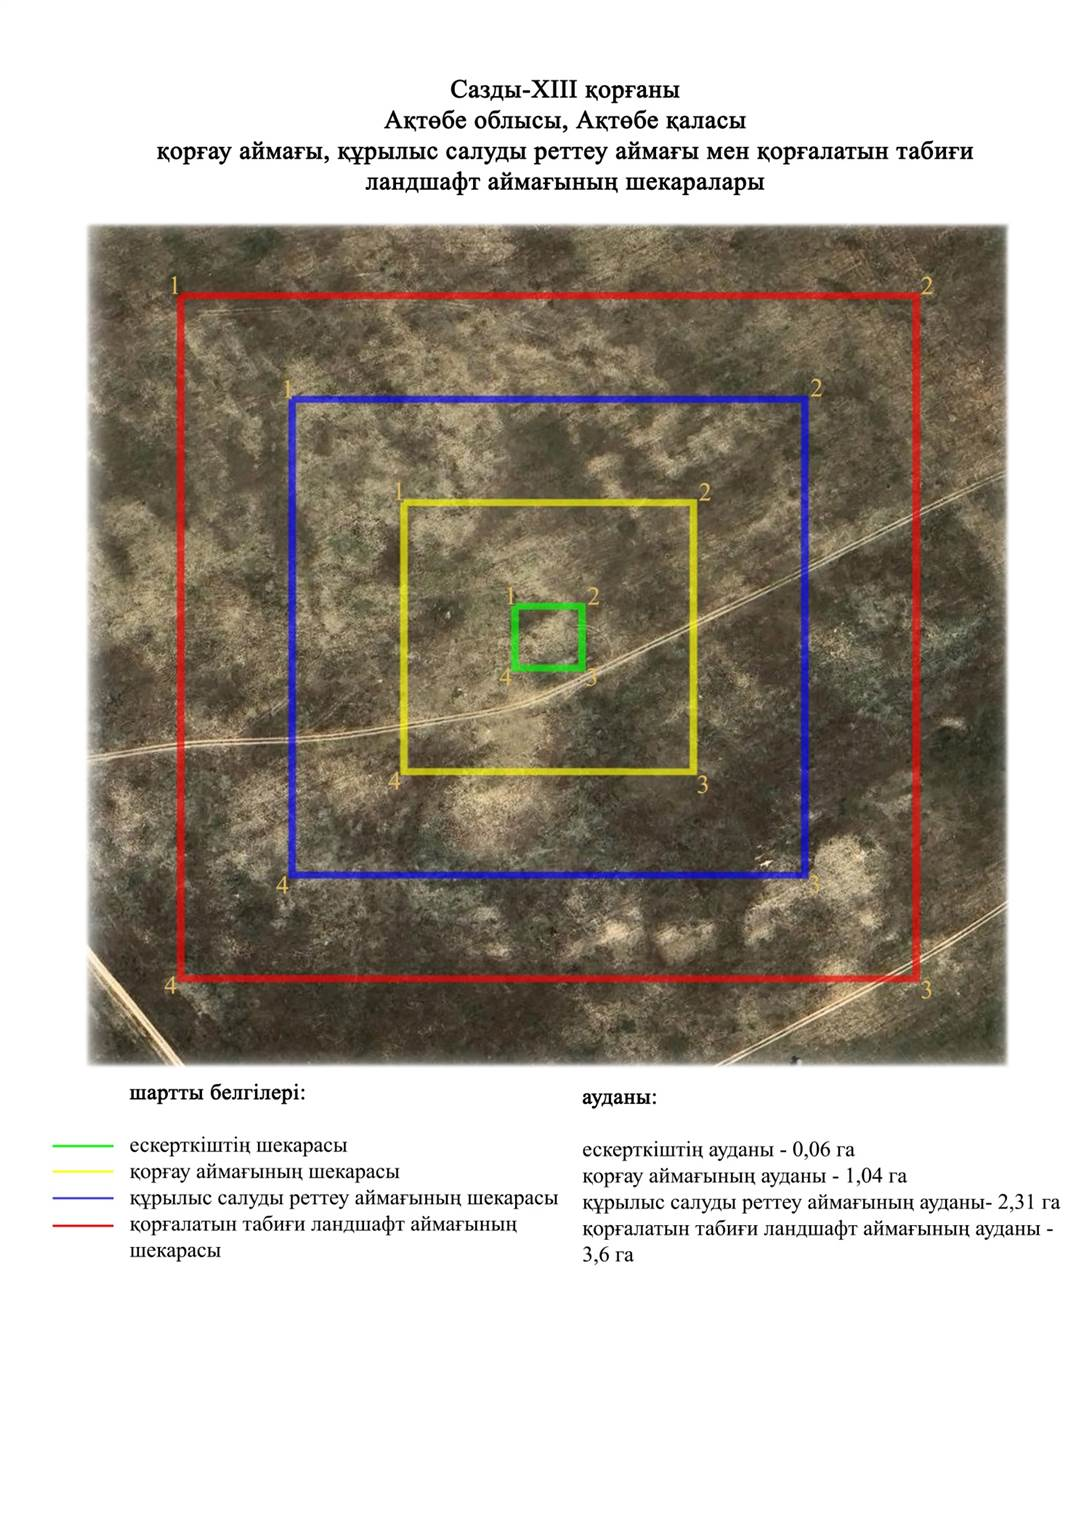 Сазды-XIII қорғаны
Ақтөбе облысы, Ақтөбе қаласы
қорғау аймағы, құрылыс салуды реттеу аймағы мен қорғалатын табиғи
ландшафт аймағының шекаралары
1
2
1
2
1
2
1
2
4
3
4
3
4
3
4
3
шартты белгілері:
ескерткіштің шекарасы
қорғау аймағының шекарасы
құрылыс салуды реттеу аймағының шекарасы
қорғалатын табиғи ландшафт аймағының
шекарасы
ауданы:
ескерткіштің ауданы - 0,06 га
қорғау аймағының ауданы - 1,04 га
құрылыс салуды реттеу аймағының ауданы- 2,31 га
қорғалатын табиғи ландшафт аймағының ауданы -
3,6 га